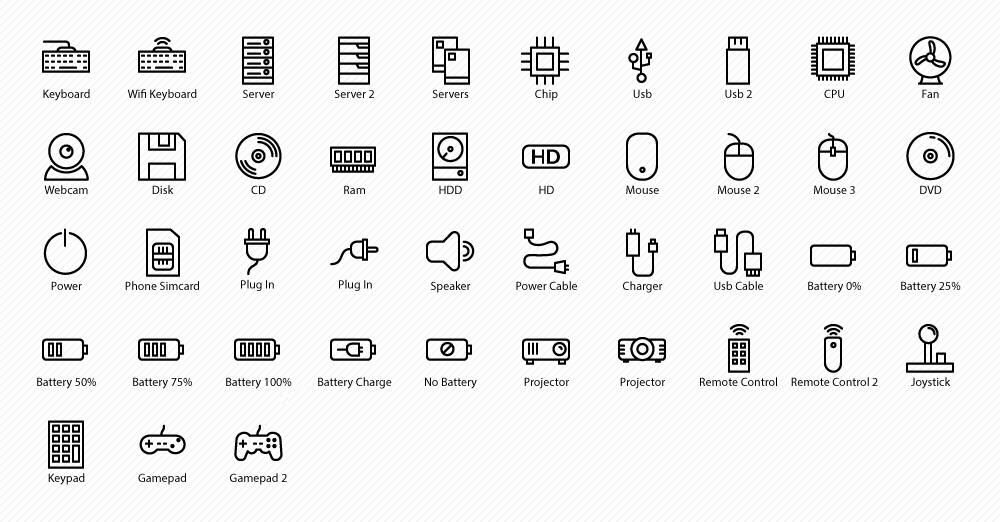 Keyboard Wifi Keyboard Server Server 2 Servers Chip Usb Usb 2 CPU Fan
HD
Webcam Disk CD Ram HDD HD Mouse Mouse 2 Mouse 3 DVD
Power Phone Simcard Plug In Plug In Speaker Power Cable Charger Usb Cable Battery 0% Battery 25%
Battery 50% Battery 75% Battery 100% Battery Charge No Battery Projector Projector Remote Control Remote Control 2 Joystick
Keypad Gamepad Gamepad 2